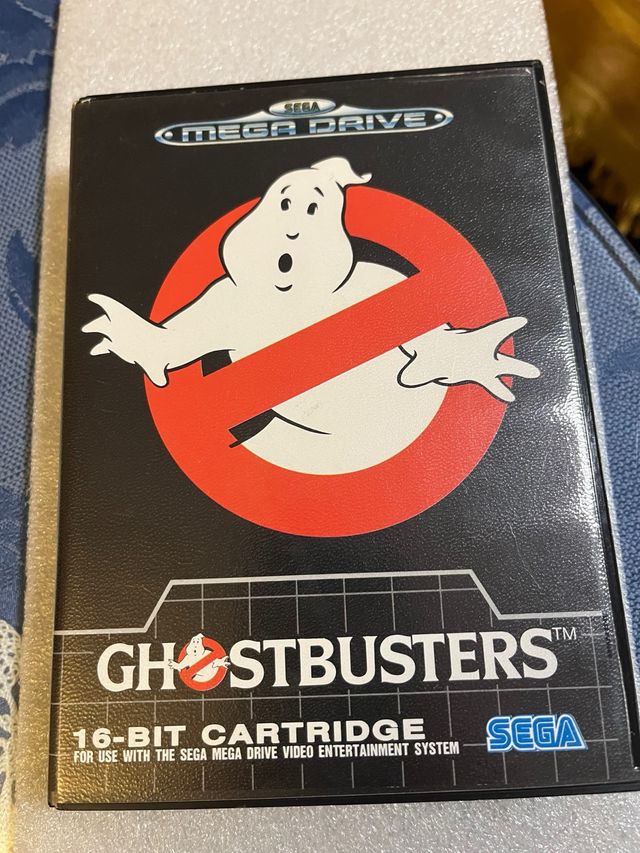 SEGA
MEGA DRIVE
GHOSTBUSTERS™
16-BIT CARTRIDGE
FOR USE WITH THE SEGA MEGA DRIVE VIDEO ENTERTAINMENT SYSTEM
SEGA